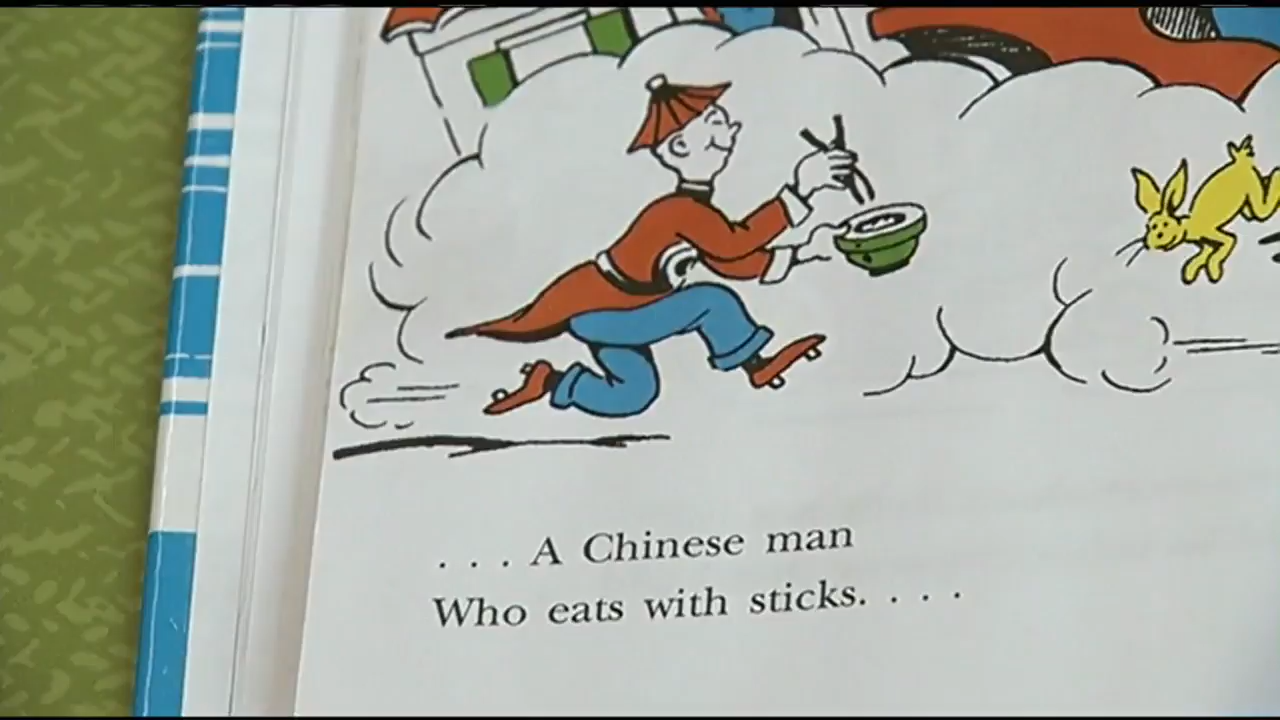 . . . A Chinese man
Who eats with sticks. . . .